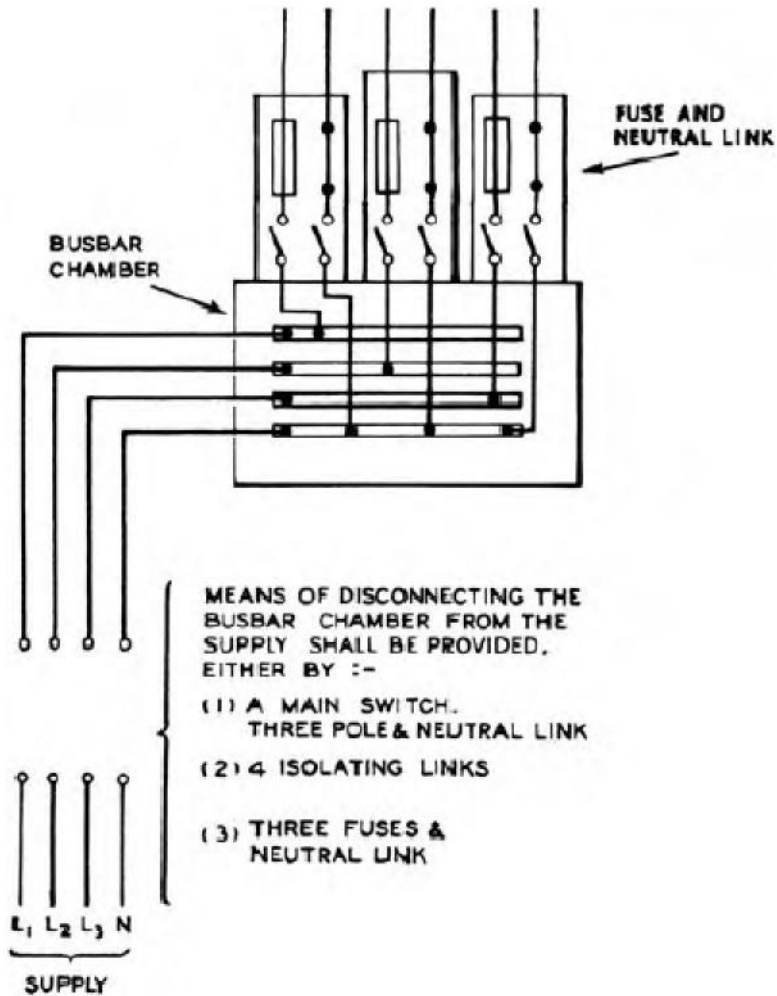 FUSE AND
NEUTRAL LINK
BUSBAR
CHAMBER
MEANS OF DISCONNECTING THE
BUSBAR CHAMBER FROM THE
SUPPLY SHALL BE PROVIDED.
EITHER BY :-
(1) A MAIN SWITCH.
THREE POLE & NEUTRAL LINK
(2) 4 ISOLATING LINKS
(3) THREE FUSES &
NEUTRAL LINK
L₁ L₂ L₃ N
SUPPLY